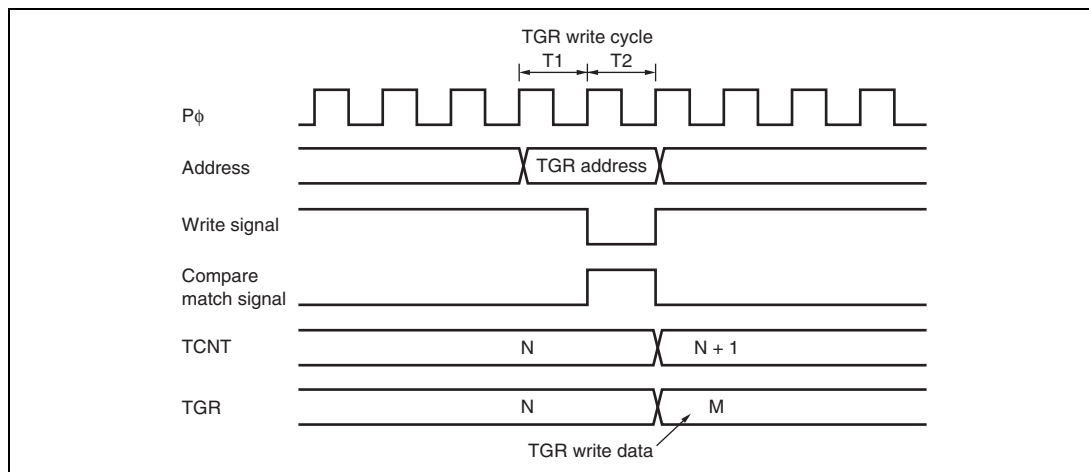 TGR write cycle
T1 T2
Pϕ
Address
TGR address
Write signal
Compare
match signal
TCNT
N
N + 1
TGR
N
M
TGR write data